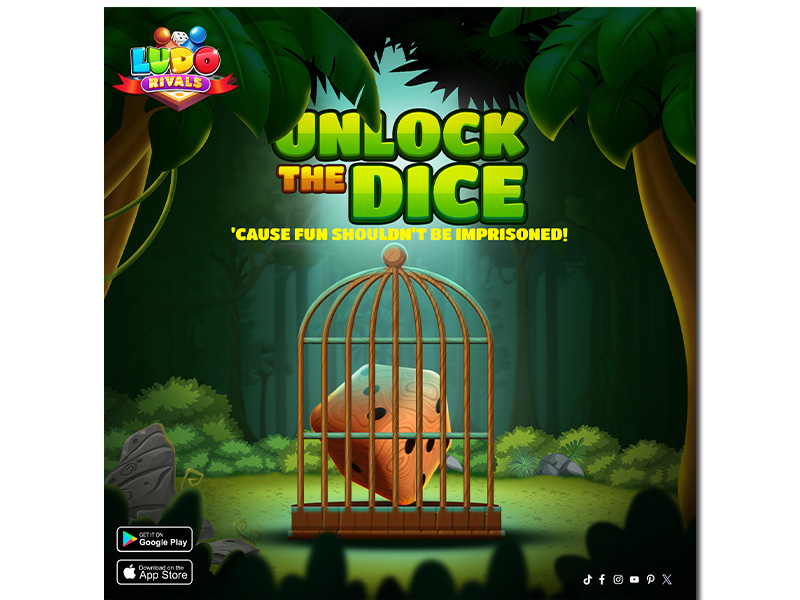 LUDO
RIVALS
UNLOCK
THE DICE
'CAUSE FUN SHOULDN'T BE IMPRISONED!
GET IT ON
Google Play
Download on the
App Store